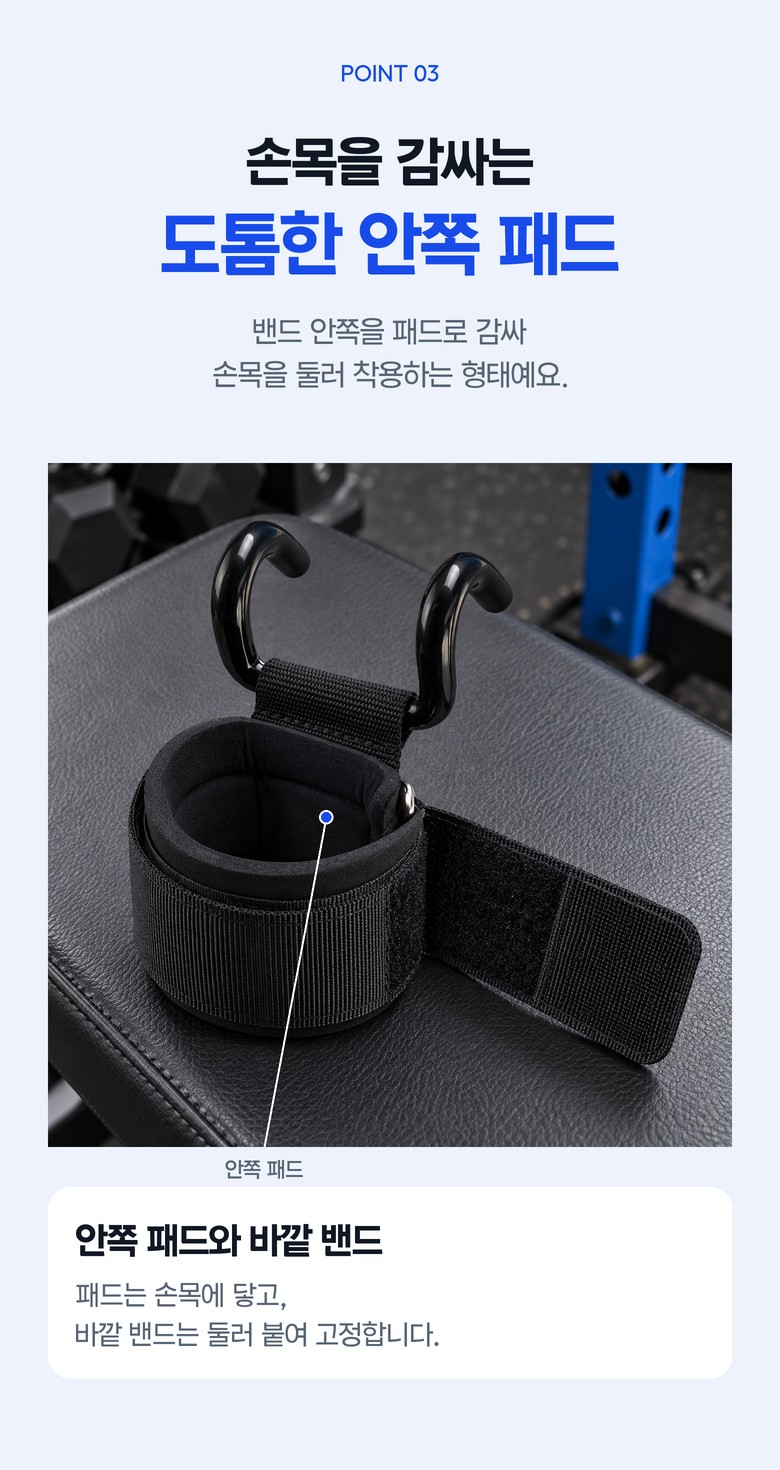 POINT 03
손목을 감싸는
도톰한 안쪽 패드
밴드 안쪽을 패드로 감싸
손목을 둘러 착용하는 형태예요.
안쪽 패드
안쪽 패드와 바깥 밴드
패드는 손목에 닿고,
바깥 밴드는 둘러 붙여 고정합니다.